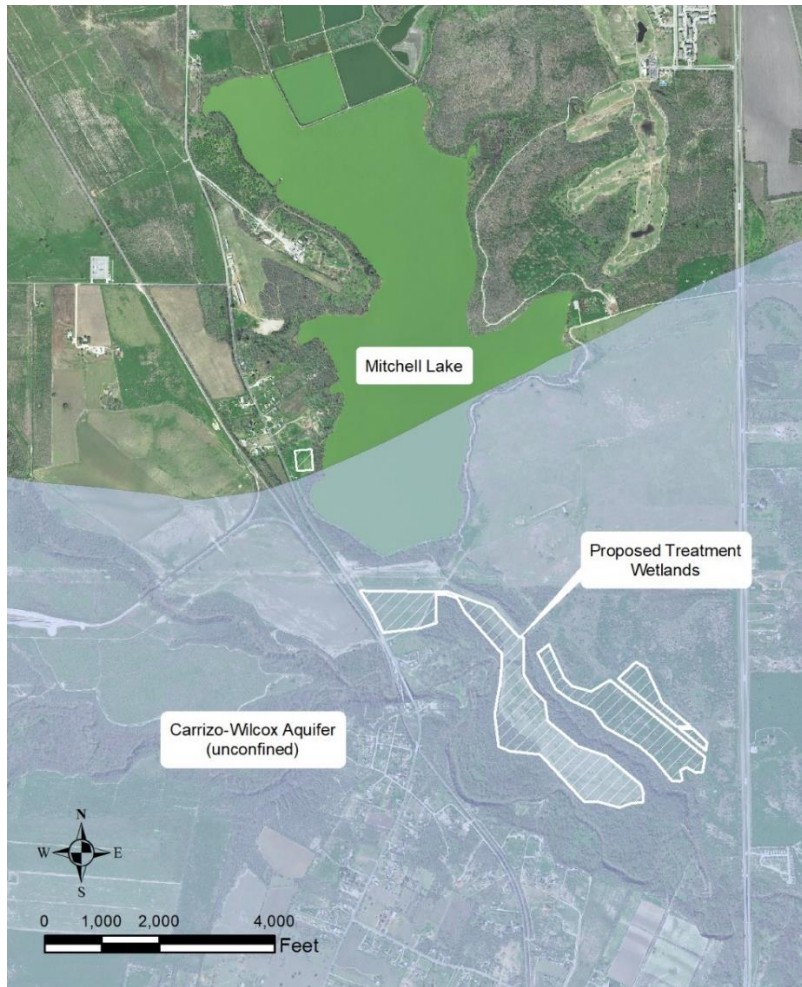 Mitchell Lake
Proposed Treatment
Wetlands
Carrizo-Wilcox Aquifer
(unconfined)
N
W E
S
0 1,000 2,000 4,000
Feet